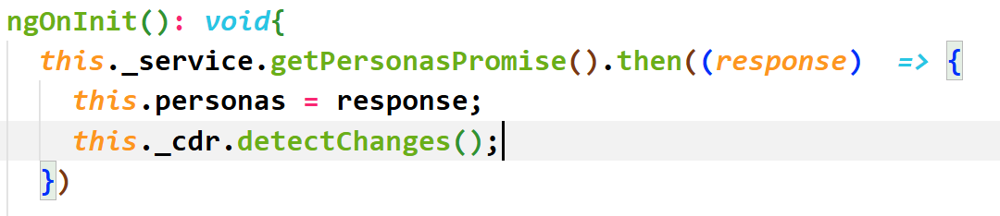 ngOnInit(): void{
this._service.getPersonasPromise().then((response) => {
this.personas = response;
this._cdr.detectChanges();
})